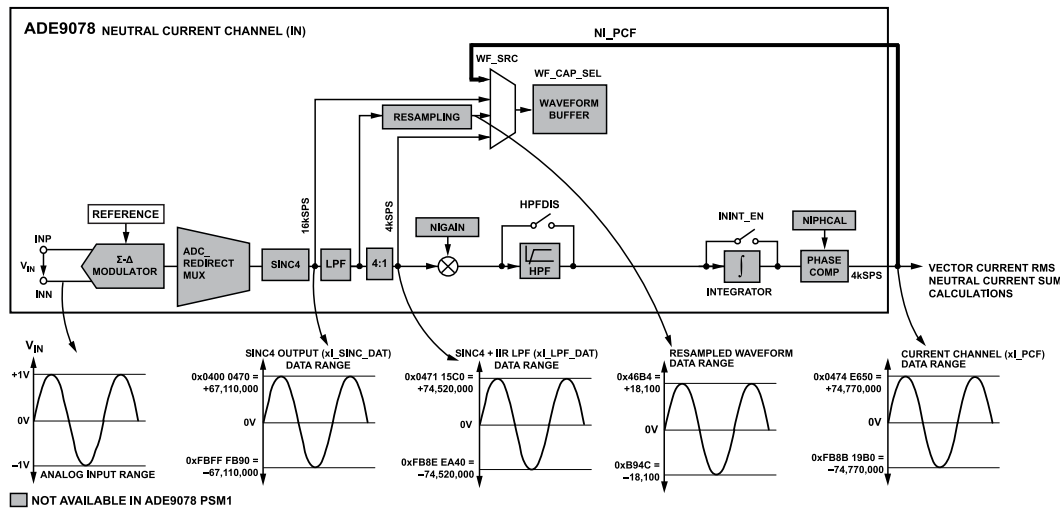 ADE9078 NEUTRAL CURRENT CHANNEL (IN)
NI_PCF
WF_SRC
WF_CAP_SEL
WAVEFORM
BUFFER
RESAMPLING
16kSPS
4kSPS
REFERENCE
INP
VIN
INN
Σ-Δ
MODULATOR
ADC_
REDIRECT
MUX
SINC4
LPF
4:1
NIGAIN
HPFDIS
HPF
ININT_EN
∫
INTEGRATOR
NIPHCAL
PHASE
COMP
4kSPS
VECTOR CURRENT RMS
NEUTRAL CURRENT SUM
CALCULATIONS
VIN
+1V
0V
–1V
ANALOG INPUT RANGE
SINC4 OUTPUT (xI_SINC_DAT)
DATA RANGE
0x0400 0470 =
+67,110,000
0V
0xFBFF FB90 =
–67,110,000
SINC4 + IIR LPF (xI_LPF_DAT)
DATA RANGE
0x0471 15C0 =
+74,520,000
0V
0xFB8E EA40 =
–74,520,000
RESAMPLED WAVEFORM
DATA RANGE
0x46B4 =
+18,100
0V
0xB94C =
–18,100
CURRENT CHANNEL (xI_PCF)
DATA RANGE
0x0474 E650 =
+74,770,000
0V
0xFB8B 19B0 =
–74,770,000
NOT AVAILABLE IN ADE9078 PSM1